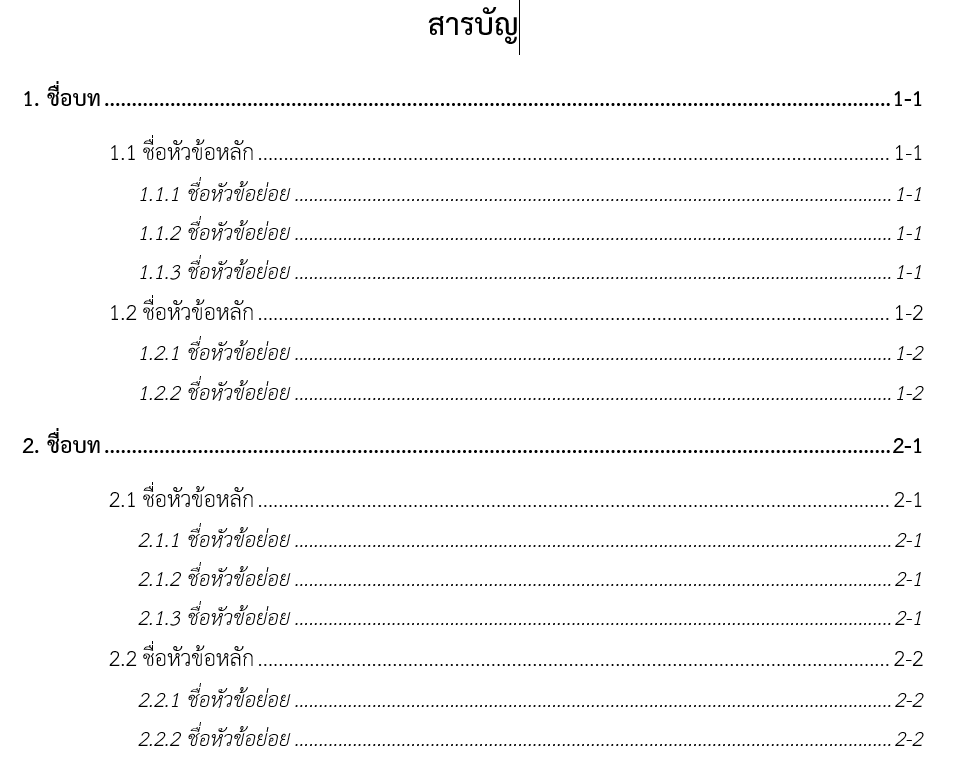 สารบัญ
1. ชื่อบท ........................................................ 1-1
1.1 ชื่อหัวข้อหลัก ........................................................ 1-1
1.1.1 ชื่อหัวข้อย่อย ........................................................ 1-1
1.1.2 ชื่อหัวข้อย่อย ........................................................ 1-1
1.1.3 ชื่อหัวข้อย่อย ........................................................ 1-1
1.2 ชื่อหัวข้อหลัก ........................................................ 1-2
1.2.1 ชื่อหัวข้อย่อย ........................................................ 1-2
1.2.2 ชื่อหัวข้อย่อย ........................................................ 1-2
2. ชื่อบท ........................................................ 2-1
2.1 ชื่อหัวข้อหลัก ........................................................ 2-1
2.1.1 ชื่อหัวข้อย่อย ........................................................ 2-1
2.1.2 ชื่อหัวข้อย่อย ........................................................ 2-1
2.1.3 ชื่อหัวข้อย่อย ........................................................ 2-1
2.2 ชื่อหัวข้อหลัก ........................................................ 2-2
2.2.1 ชื่อหัวข้อย่อย ........................................................ 2-2
2.2.2 ชื่อหัวข้อย่อย ........................................................ 2-2